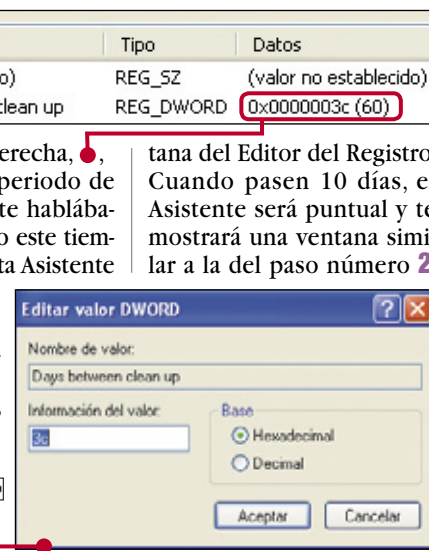 Tipo Datos
o) REG_SZ (valor no establecido)
clean up REG_DWORD 0x0000003c (60)
erecha, ,
periodo de
te hablába-
o este tiem-
ta Asistente
tana del Editor del Registro
Cuando pasen 10 días, e
Asistente será puntual y te
mostrará una ventana simi
lar a la del paso número 2
Editar valor DWORD
Nombre de valor:
Days between clean up
Información del valor:
3c
Base
Hexadecimal
Decimal
Aceptar Cancelar